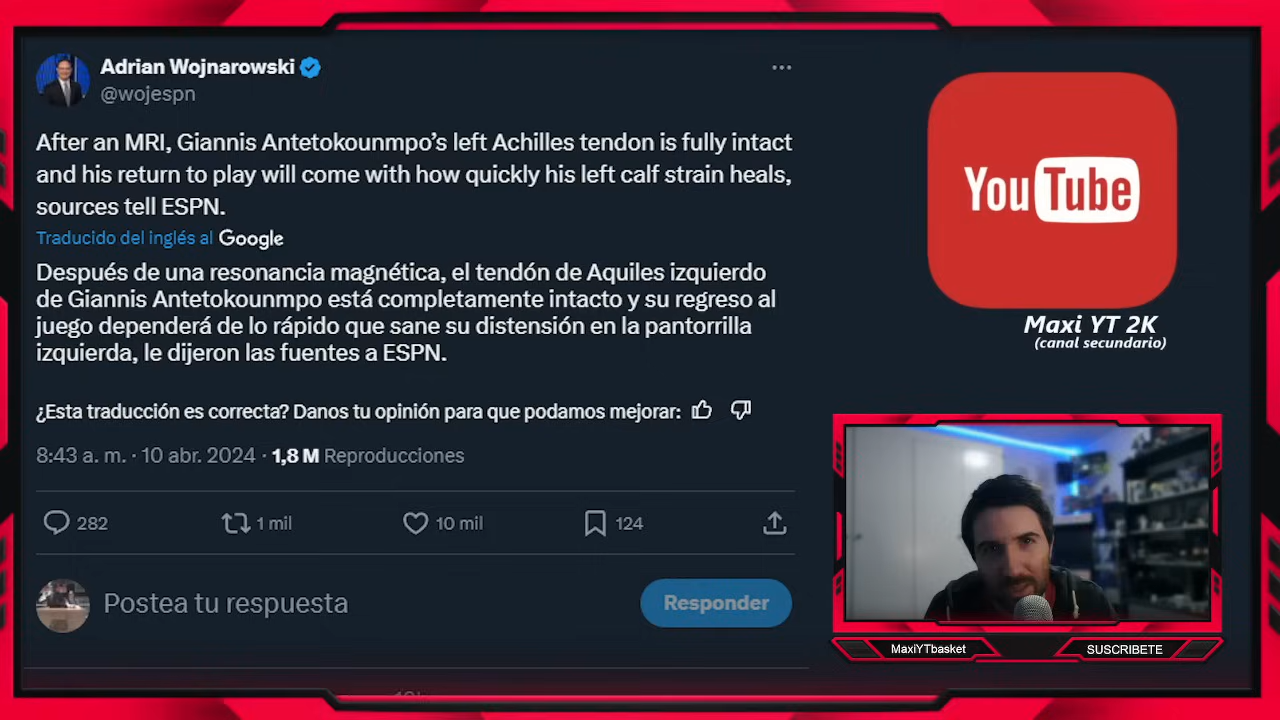 Adrian Wojnarowski
@wojespn
After an MRI, Giannis Antetokounmpo’s left Achilles tendon is fully intact
and his return to play will come with how quickly his left calf strain heals,
sources tell ESPN.
Traducido del inglés al Google
Después de una resonancia magnética, el tendón de Aquiles izquierdo
de Giannis Antetokounmpo está completamente intacto y su regreso al
juego dependerá de lo rápido que sane su distensión en la pantorrilla
izquierda, le dijeron las fuentes a ESPN.
¿Esta traducción es correcta? Danos tu opinión para que podamos mejorar:
8:43 a. m. · 10 abr. 2024 · 1,8 M Reproducciones
282 1 mil 10 mil 124
Postea tu respuesta
Responder
YouTube
Maxi YT 2K
(canal secundario)
MaxiYTbasket
SUSCRIBETE